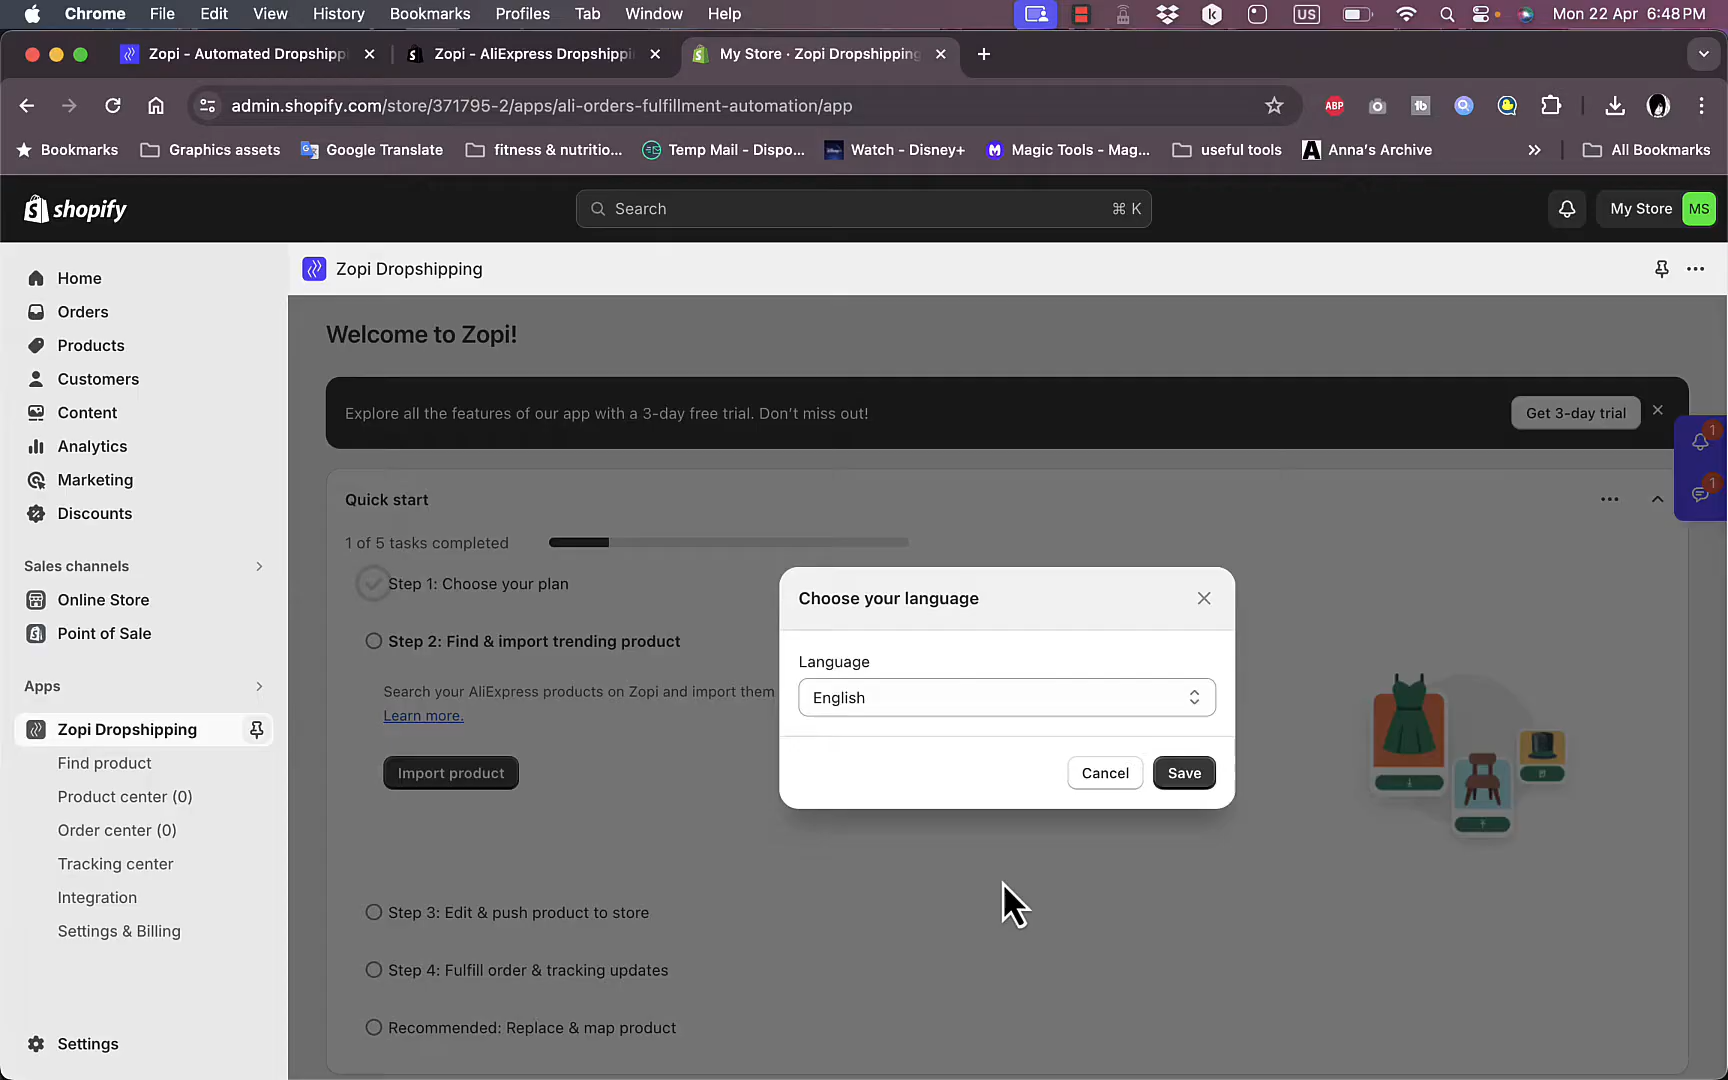 Chrome File Edit View History Bookmarks Profiles Tab Window Help US Mon 22 Apr 6:48 PM
Zopi - Automated Dropshipp Zopi - AliExpress Dropshippi My Store · Zopi Dropshipping
admin.shopify.com/store/371795-2/apps/ali-orders-fulfillment-automation/app ABP tb
Bookmarks Graphics assets Google Translate fitness & nutritio... Temp Mail - Dispo... Watch - Disney+ Magic Tools - Mag... useful tools Anna's Archive All Bookmarks
shopify Search ⌘ K My Store MS
Home
Orders
Products
Customers
Content
Analytics
Marketing
Discounts
Sales channels
Online Store
Point of Sale
Apps
Zopi Dropshipping
Find product
Product center (0)
Order center (0)
Tracking center
Integration
Settings & Billing
Settings
Zopi Dropshipping
Welcome to Zopi!
Explore all the features of our app with a 3-day free trial. Don't miss out! Get 3-day trial
1
1
Quick start
1 of 5 tasks completed
Step 1: Choose your plan
Step 2: Find & import trending product
Search your AliExpress products on Zopi and import them
Learn more.
Import product
Step 3: Edit & push product to store
Step 4: Fulfill order & tracking updates
Recommended: Replace & map product
Choose your language
Language
English
Cancel Save